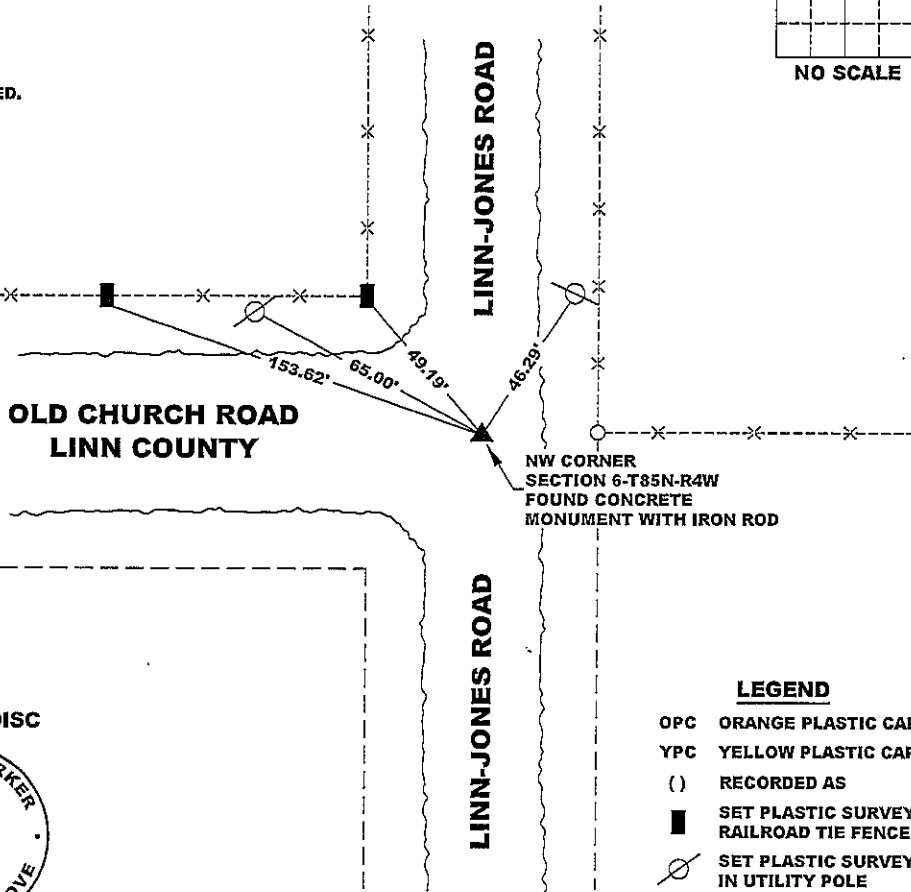 NO SCALE
ED.
LINN-JONES ROAD
153.62'
65.00'
49.19'
46.29'
OLD CHURCH ROAD
LINN COUNTY
NW CORNER
SECTION 6-T85N-R4W
FOUND CONCRETE
MONUMENT WITH IRON ROD
LINN-JONES ROAD
LEGEND
OPC ORANGE PLASTIC CAP
YPC YELLOW PLASTIC CAP
( ) RECORDED AS
SET PLASTIC SURVEY
RAILROAD TIE FENCE
SET PLASTIC SURVEY
IN UTILITY POLE
DISC
RKER
OVE